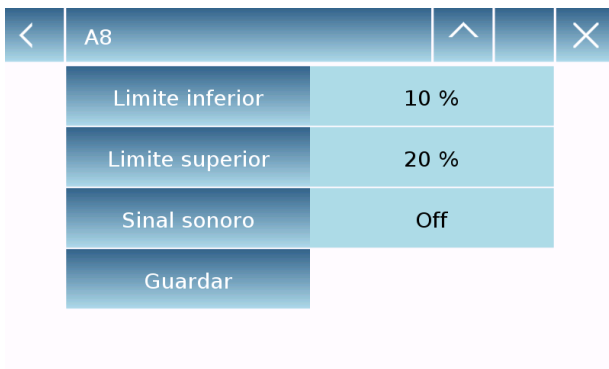 A8
Limite inferior 10 %
Limite superior 20 %
Sinal sonoro Off
Guardar